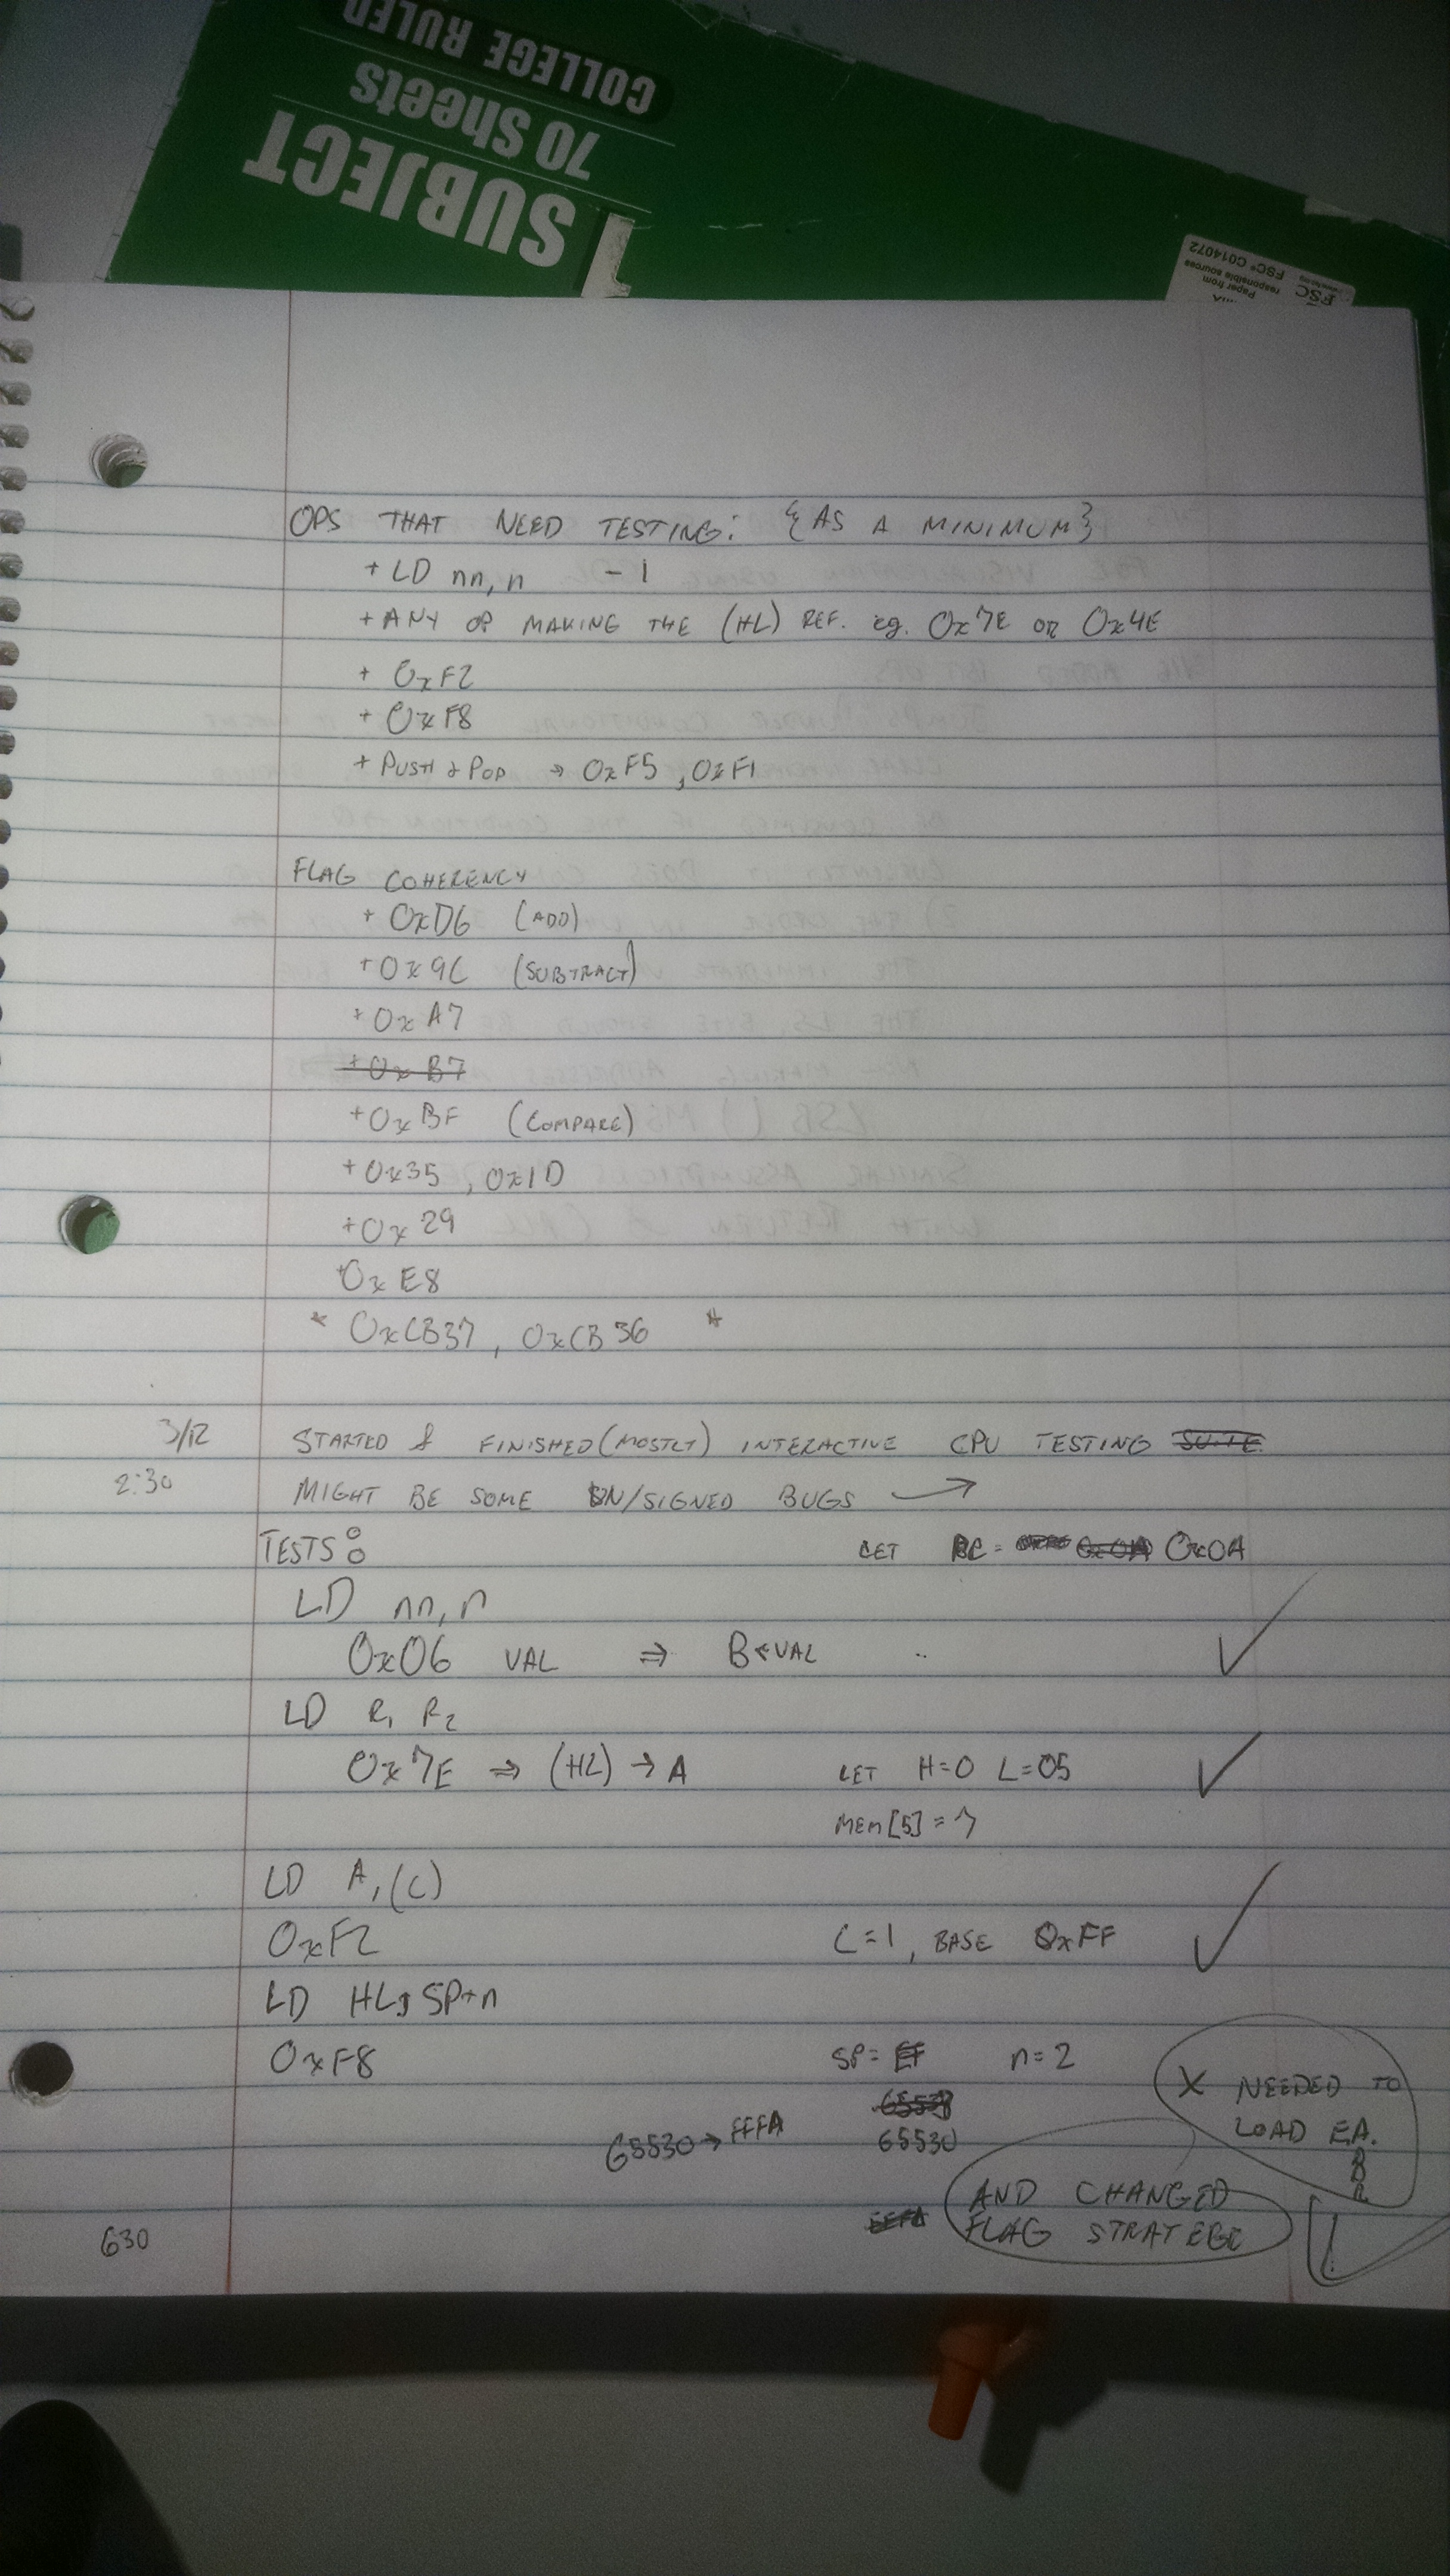 COLLEGE RULED
70 Sheets
1 SUBJECT
FSC
Paper from
responsible sources
FSC® C014072
OPS THAT NEED TESTING: {AS A MINIMUM}
+ LD nn, n - 1
+ ANY OP MAKING THE (HL) REF. eg. 0x7E OR 0x4E
+ 0xF2
+ 0xF8
+ PUSH & POP → 0xF5, 0xF1
FLAG COHERENCY
+ 0xD6 (ADD)
+ 0x9C (SUBTRACT)
+ 0xA7
+ 0xB7
+ 0xBF (COMPARE)
+ 0x35, 0x1D
+ 0x29
+ 0xE8
* 0xCB37, 0xCB36 *
3/12 STARTED & FINISHED (MOSTLY) INTERACTIVE CPU TESTING SUITE
2:30 MIGHT BE SOME UN/SIGNED BUGS →
TESTS: LET BC = 0x0A 0x0A
LD nn, n
0x06 VAL ⇒ B←VAL ✓
LD R1 R2
0x7E ⇒ (HL) → A LET H=0 L=05 ✓
MEM[5] = 7
LD A, (C)
0xF2 C=1, BASE 0xFF ✓
LD HL, SP+n
0xF8 SP= EF n=2
X NEEDED TO
LOAD EA.
65530 → FFFA 65530
AND CHANGED
FLAG STRATEGE
630